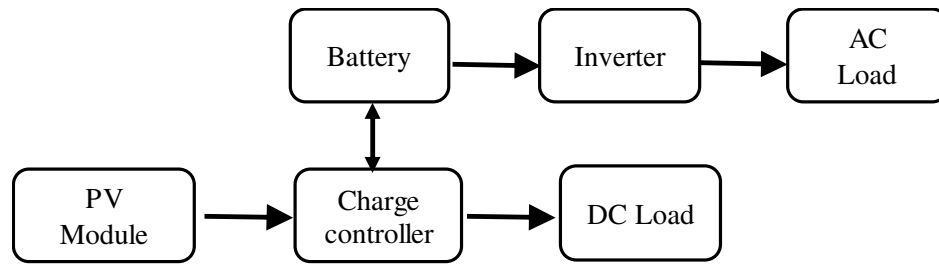 Battery
Inverter
AC
Load
PV
Module
Charge
controller
DC Load